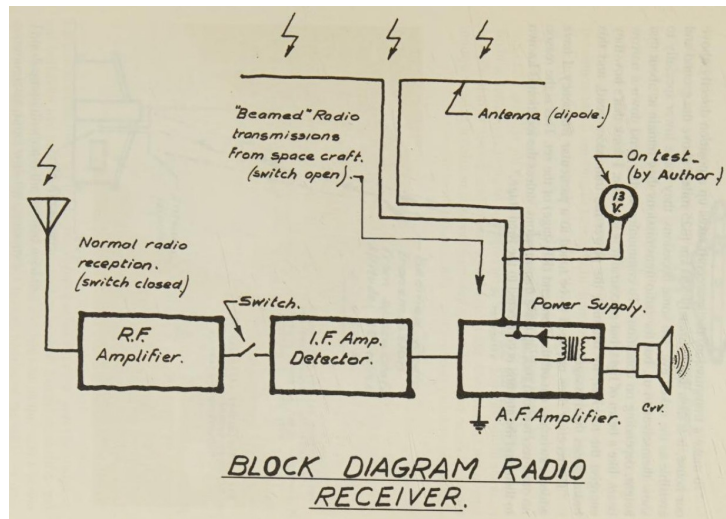 "Beamed" Radio
transmissions
From space craft.
(switch open).
Antenna (dipole.)
On test_
(by Author.)
13
V.
Normal radio
reception.
(switch closed)
Switch.
Power Supply.
R.F.
Amplifier.
I.F. Amp.
Detector.
A.F. Amplifier.
Cvv.
BLOCK DIAGRAM RADIO
RECEIVER.